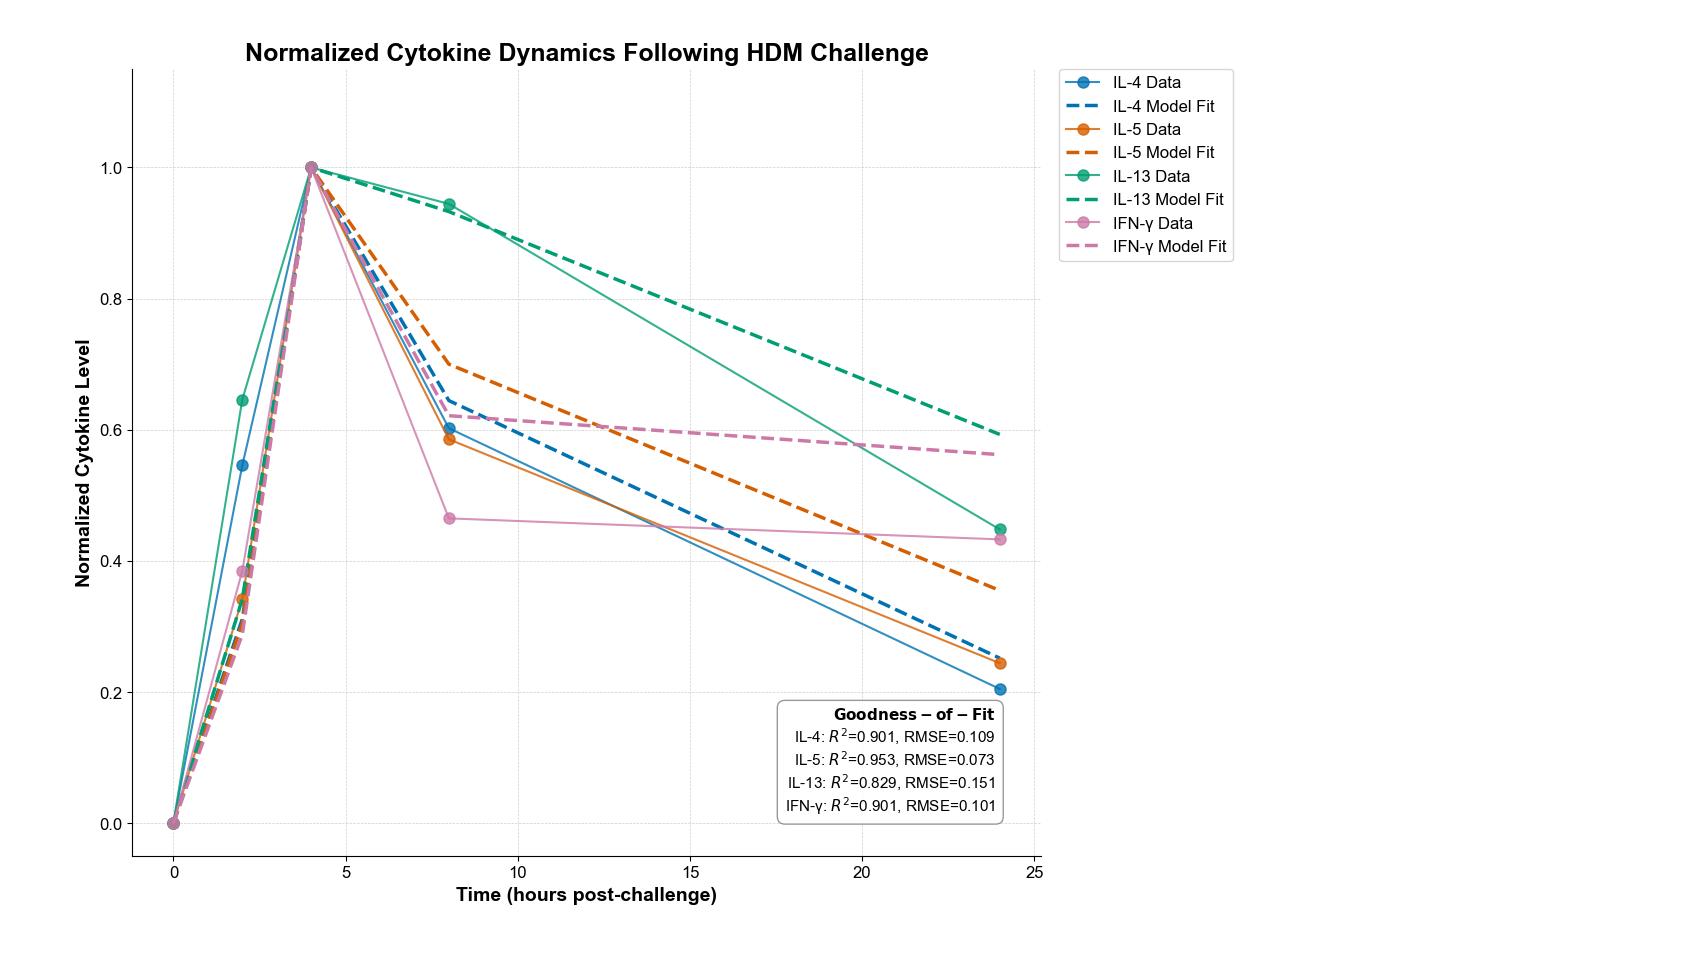 Normalized Cytokine Dynamics Following HDM Challenge
IL-4 Data
IL-4 Model Fit
IL-5 Data
IL-5 Model Fit
IL-13 Data
IL-13 Model Fit
IFN-γ Data
IFN-γ Model Fit
Normalized Cytokine Level
1.0
0.8
0.6
0.4
0.2
0.0
Goodness−of−Fit
IL-4: R²=0.901, RMSE=0.109
IL-5: R²=0.953, RMSE=0.073
IL-13: R²=0.829, RMSE=0.151
IFN-γ: R²=0.901, RMSE=0.101
0 5 10 15 20 25
Time (hours post-challenge)